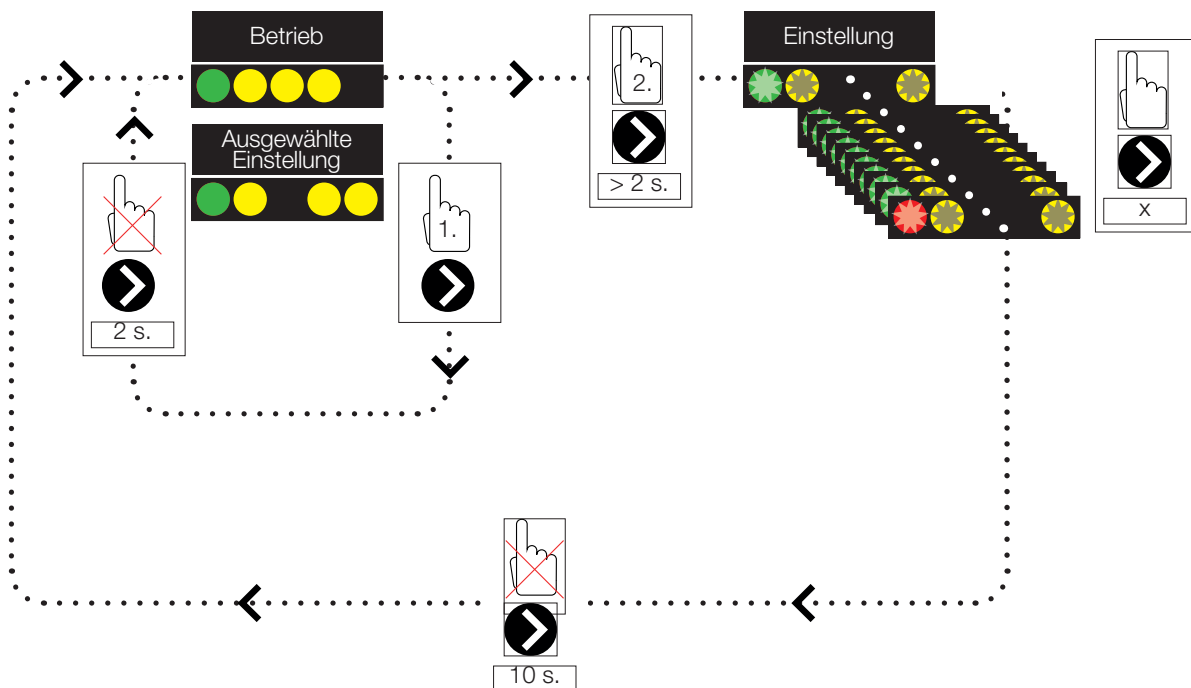 Betrieb
Ausgewählte
Einstellung
2 s.
1.
2.
> 2 s.
Einstellung
x
10 s.